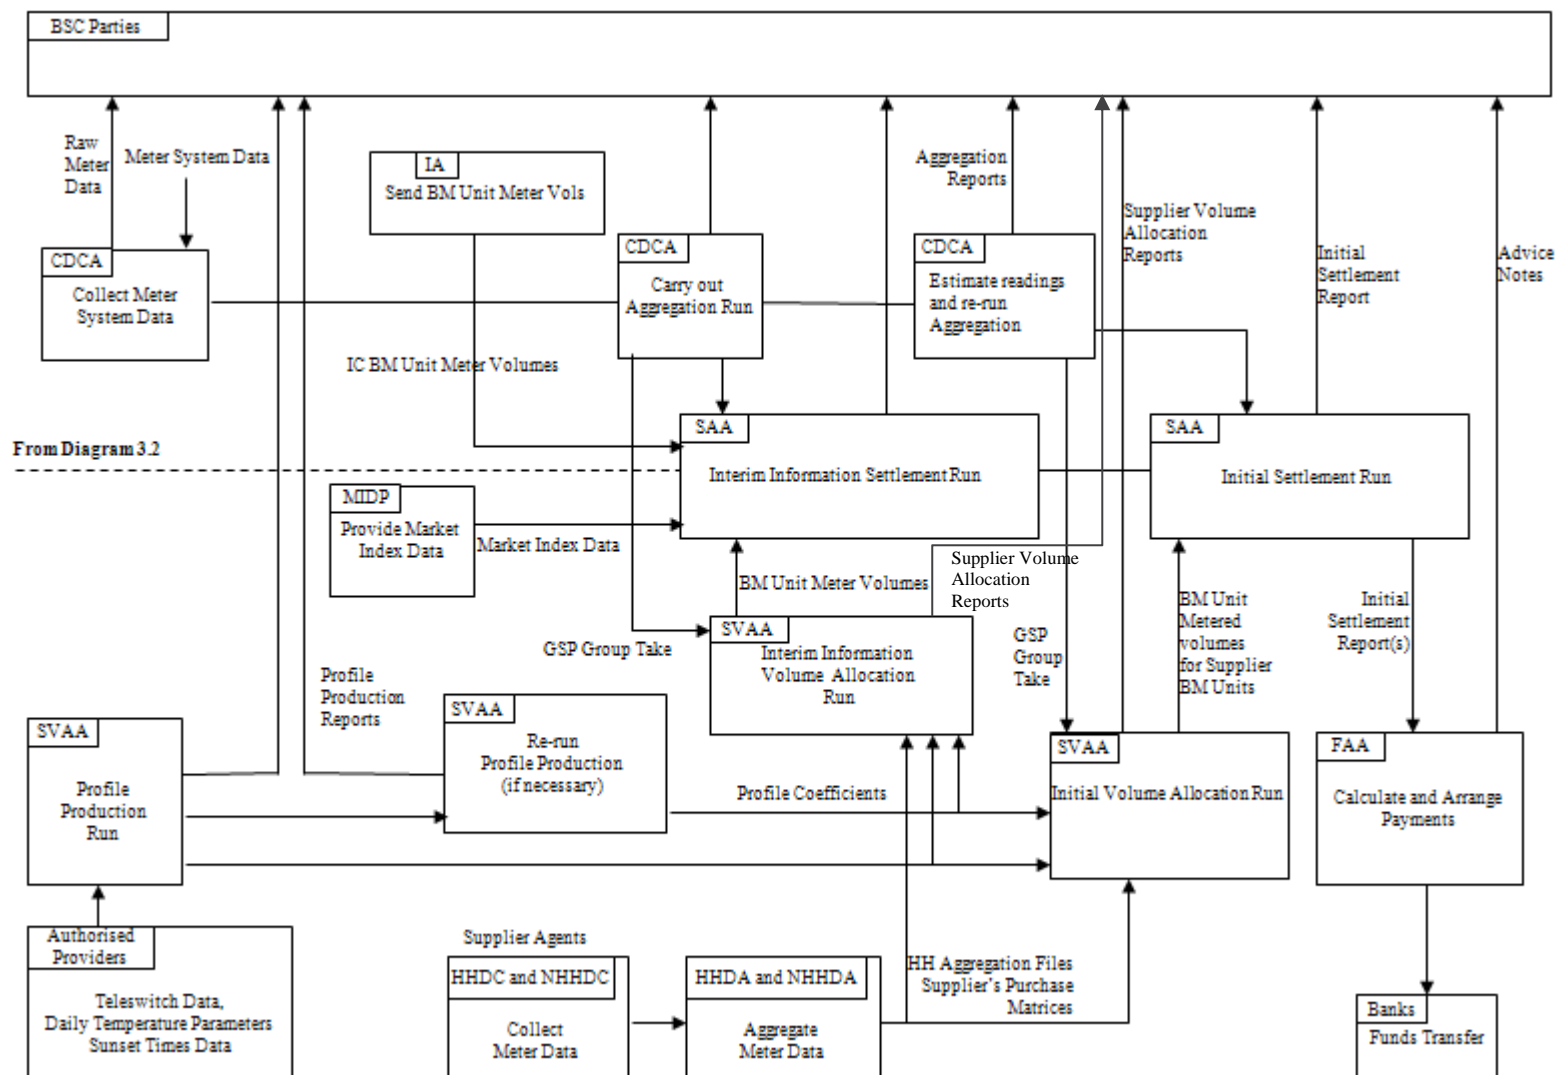 BSC Parties
Raw
Meter
Data
Meter System Data
IA
Send BM Unit Meter Vols
Aggregation
Reports
Supplier Volume
Allocation
Reports
Initial
Settlement
Report
Advice
Notes
CDCA
Collect Meter
System Data
CDCA
Carry out
Aggregation Run
CDCA
Estimate readings
and re-run
Aggregation
IC BM Unit Meter Volumes
From Diagram 3.2
SAA
Interim Information Settlement Run
SAA
Initial Settlement Run
MIDP
Provide Market
Index Data
Market Index Data
BM Unit Meter Volumes
Supplier Volume
Allocation
Reports
GSP Group Take
SVAA
Interim Information
Volume Allocation
Run
GSP
Group
Take
BM Unit
Metered
volumes
for Supplier
BM Units
Initial
Settlement
Report(s)
Profile
Production
Reports
SVAA
Profile
Production
Run
SVAA
Re-run
Profile Production
(if necessary)
Profile Coefficients
SVAA
Initial Volume Allocation Run
FAA
Calculate and Arrange
Payments
Authorised
Providers
Teleswitch Data,
Daily Temperature Parameters
Sunset Times Data
Supplier Agents
HHDC and NHHDC
Collect
Meter Data
HHDA and NHHDA
Aggregate
Meter Data
HH Aggregation Files
Supplier's Purchase
Matrices
Banks
Funds Transfer